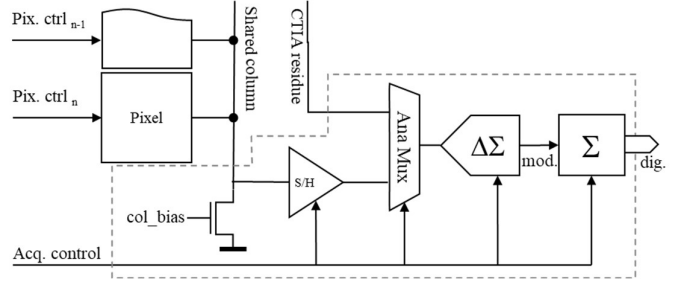 Pix. ctrl n-1
Shared column
CTIA residue
Pix. ctrl n
Pixel
Ana Mux
ΔΣ
mod.
Σ
dig.
S/H
col_bias
Acq. control